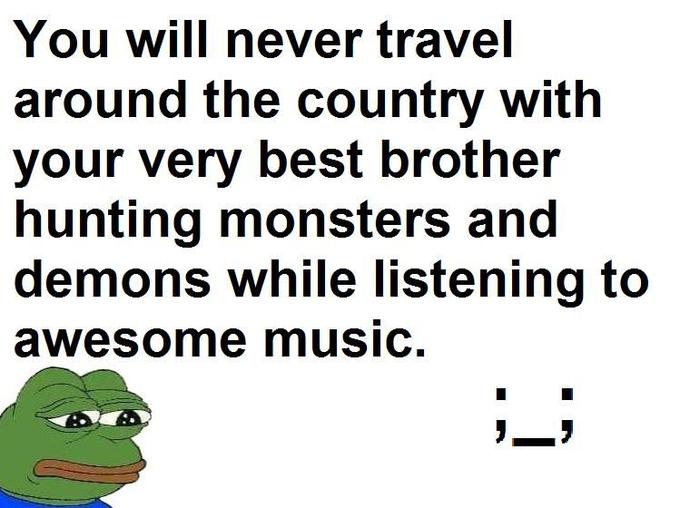 You will never travel
around the country with
your very best brother
hunting monsters and
demons while listening to
awesome music.
;_;